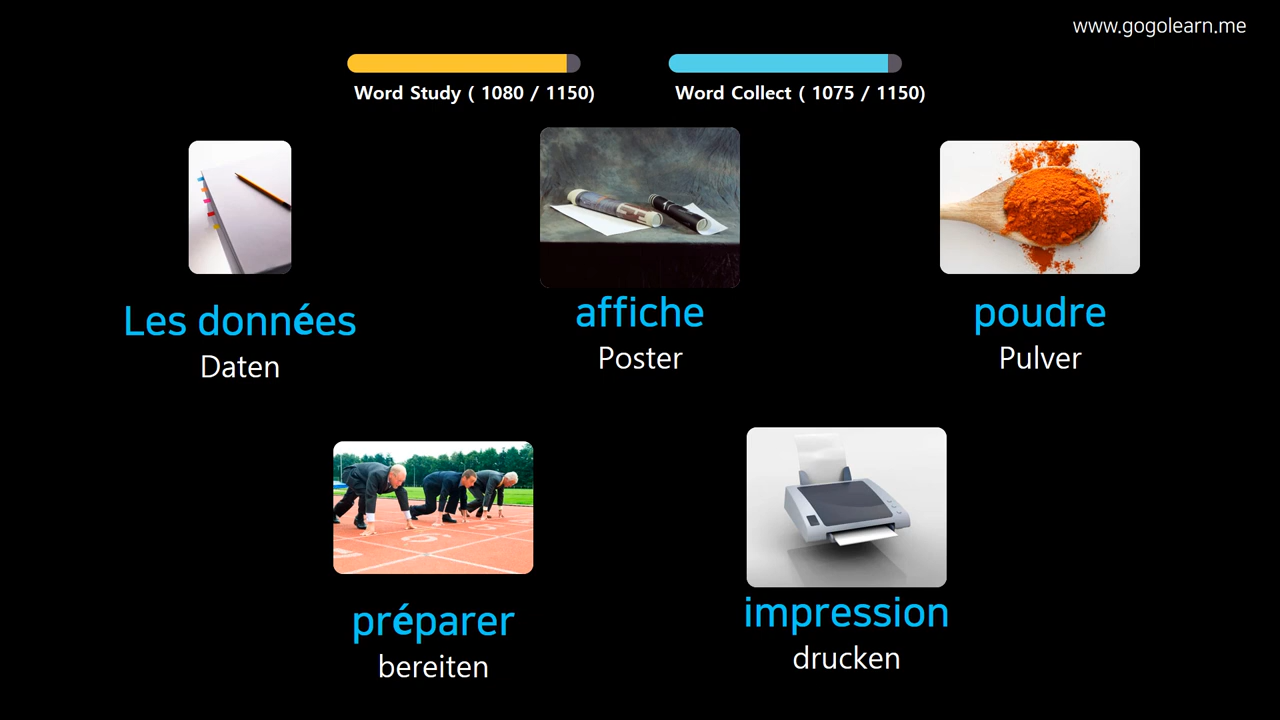 www.gogolearn.me
Word Study ( 1080 / 1150)
Word Collect ( 1075 / 1150)
Les données
Daten
affiche
Poster
poudre
Pulver
préparer
bereiten
impression
drucken